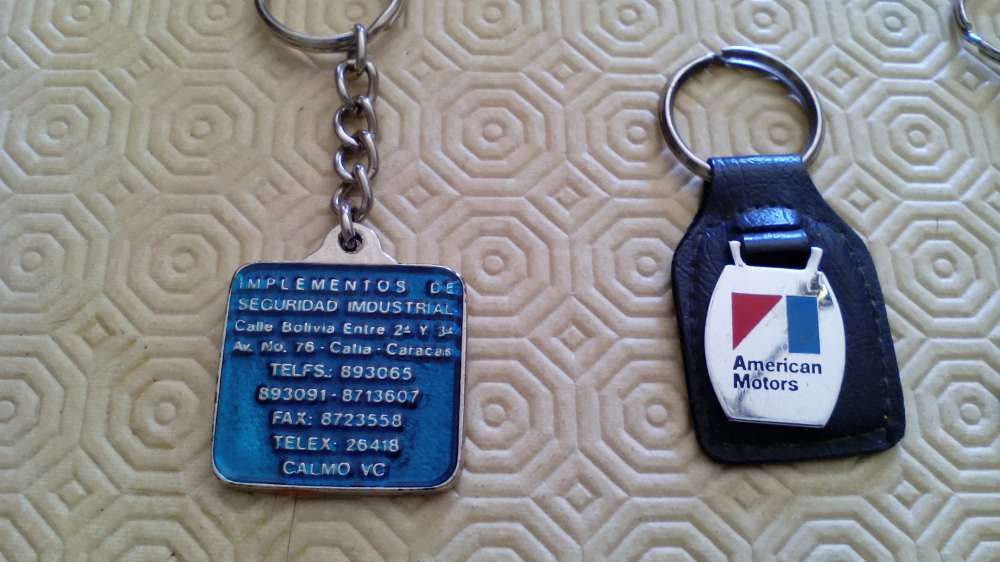 IMPLEMENTOS DE
SEGURIDAD IMDUSTRIAL
Calle Bolivia Entre 2ª Y 3ª
Av. No. 76 - Catia - Caracas
TELFS.: 893065
893091 - 8713607
FAX: 8723558
TELEX: 26418
CALMO VC
American
Motors